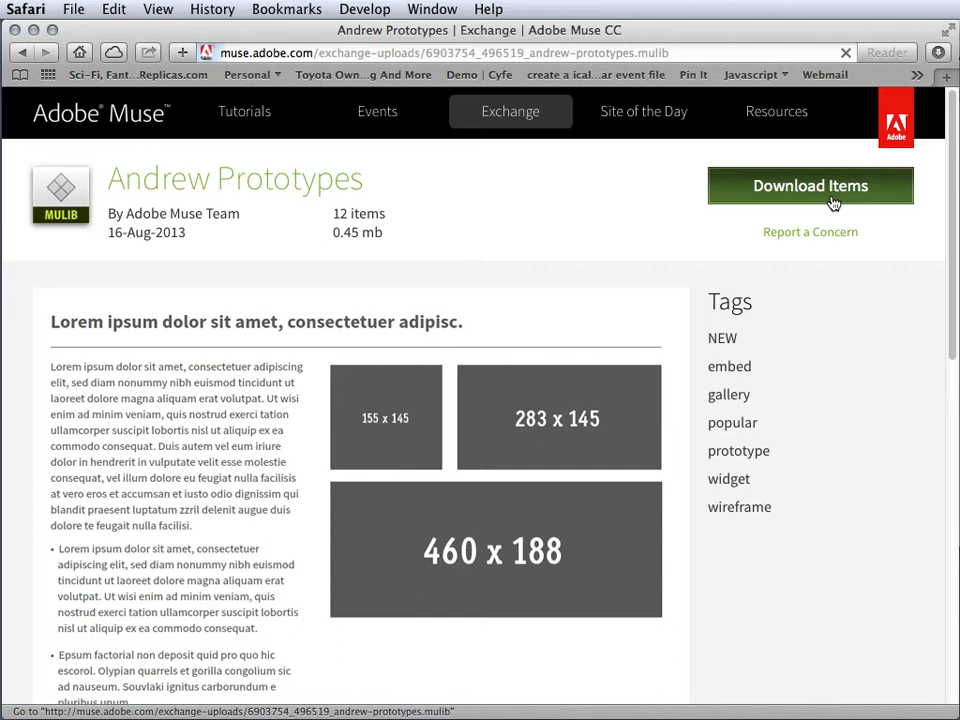 Safari File Edit View History Bookmarks Develop Window Help
Andrew Prototypes | Exchange | Adobe Muse CC
muse.adobe.com/exchange-uploads/6903754_496519_andrew-prototypes.mulib
Reader
Sci-Fi, Fant...Replicas.com Personal Toyota Own...g And More Demo | Cyfe create a ical...ar event file Pin It Javascript Webmail
Adobe® Muse™ Tutorials Events Exchange Site of the Day Resources
Adobe
Andrew Prototypes
MULIB
By Adobe Muse Team 12 items
16-Aug-2013 0.45 mb
Download Items
Report a Concern
Lorem ipsum dolor sit amet, consectetuer adipisc.
Lorem ipsum dolor sit amet, consectetuer adipiscing
elit, sed diam nonummy nibh euismod tincidunt ut
laoreet dolore magna aliquam erat volutpat. Ut wisi
enim ad minim veniam, quis nostrud exerci tation
ullamcorper suscipit lobortis nisl ut aliquip ex ea
commodo consequat. Duis autem vel eum iriure
dolor in hendrerit in vulputate velit esse molestie
consequat, vel illum dolore eu feugiat nulla facilisis
at vero eros et accumsan et iusto odio dignissim qui
blandit praesent luptatum zzril delenit augue duis
dolore te feugait nulla facilisi.
• Lorem ipsum dolor sit amet, consectetuer
adipiscing elit, sed diam nonummy nibh euismod
tincidunt ut laoreet dolore magna aliquam erat
volutpat. Ut wisi enim ad minim veniam, quis
nostrud exerci tation ullamcorper suscipit lobortis
nisl ut aliquip ex ea commodo consequat.
• Epsum factorial non deposit quid pro quo hic
escorol. Olypian quarrels et gorilla congolium sic
ad nauseum. Souvlaki ignitus carborundum e
pluribus unum.
155 x 145
283 x 145
460 x 188
Tags
NEW
embed
gallery
popular
prototype
widget
wireframe
Go to “http://muse.adobe.com/exchange-uploads/6903754_496519_andrew-prototypes.mulib”